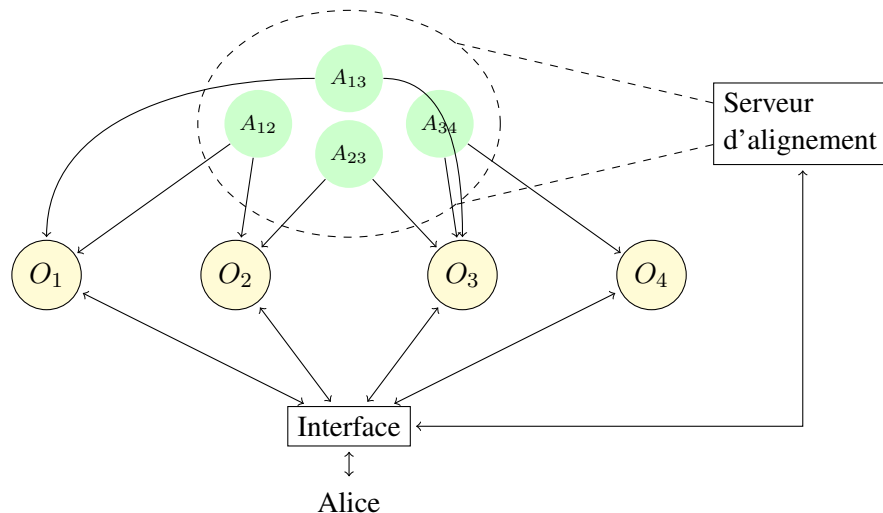 A₁₃
A₁₂
A₃₄
A₂₃
Serveur
d'alignement
O₁
O₂
O₃
O₄
Interface
Alice